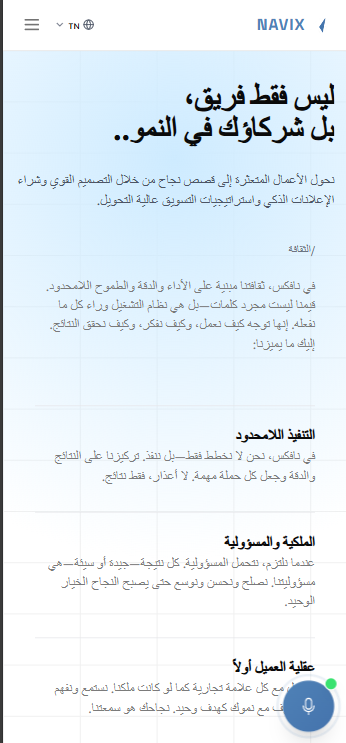 NAVIX
TN
ليس فقط فريق،
بل شركاؤك في النمو..
نحول الأعمال المتعثرة إلى قصص نجاح من خلال التصميم القوي وشراء
الإعلانات الذكي واستراتيجيات التسويق عالية التحويل.
/الثقافة
في نافكس، ثقافتنا مبنية على الأداء والدقة والطموح اللامحدود.
قيمنا ليست مجرد كلمات—بل هي نظام التشغيل وراء كل ما
نفعله. إنها توجه كيف نعمل، وكيف نفكر، وكيف نحقق النتائج.
إليك ما يميزنا:
التنفيذ اللامحدود
في نافكس، نحن لا نخطط فقط—بل ننفذ. تركيزنا على النتائج
والدقة وجعل كل حملة مهمة. لا أعذار، فقط نتائج.
الملكية والمسؤولية
عندما نلتزم، نتحمل المسؤولية. كل نتيجة—جيدة أو سيئة—هي
مسؤوليتنا. نصلح ونحسن ونوسع حتى يصبح النجاح الخيار
الوحيد.
عقلية العميل أولاً
مع كل علامة تجارية كما لو كانت ملكنا. نستمع ونفهم
مع نموك كهدف وحيد. نجاحك هو سمعتنا.